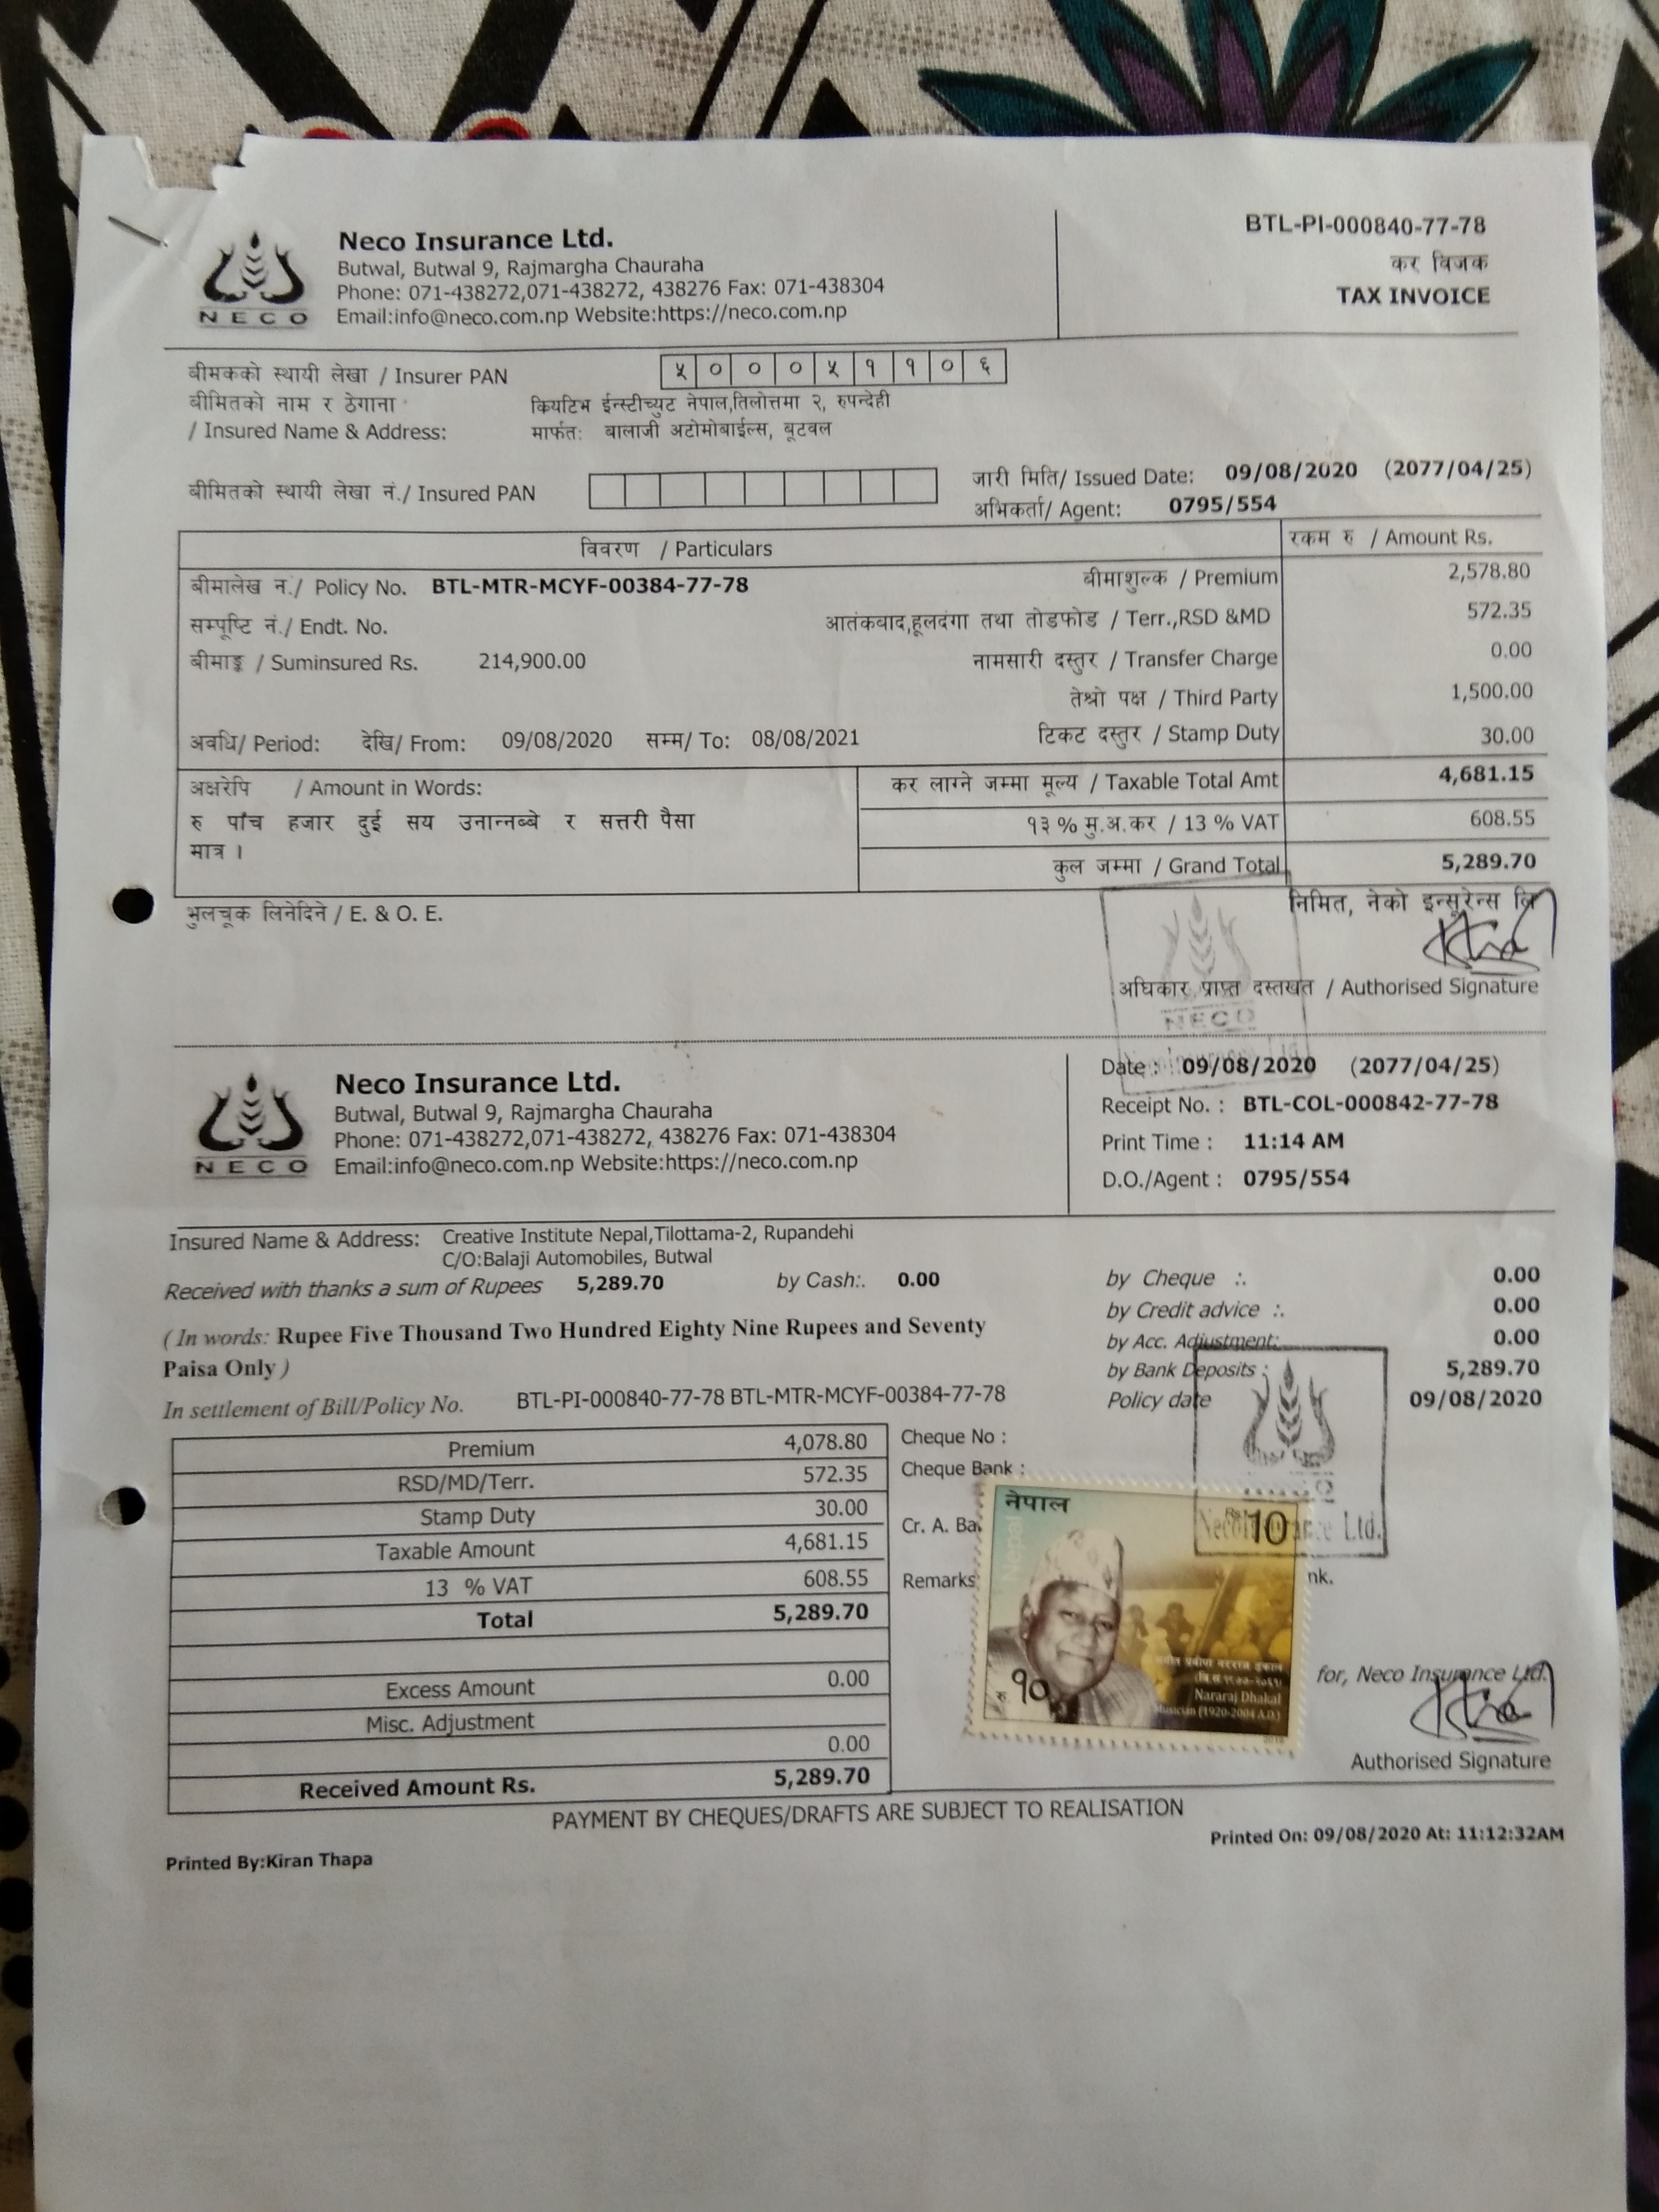 Neco Insurance Ltd.
Butwal, Butwal 9, Rajmargha Chauraha
Phone: 071-438272,071-438272, 438276 Fax: 071-438304
Email:info@neco.com.np Website:https://neco.com.np
NECO
BTL-PI-000840-77-78
कर विजक
TAX INVOICE
बीमकको स्थायी लेखा / Insurer PAN ५ ० ० ० ५ १ १ ० ६
बीमितको नाम र ठेगाना कियटिभ ईन्स्टीच्युट नेपाल,तिलोत्तमा २, रुपन्देही
/ Insured Name & Address: मार्फत: बालाजी अटोमोबाईल्स, बूटवल
बीमितको स्थायी लेखा नं./ Insured PAN
जारी मिति/ Issued Date: 09/08/2020 (2077/04/25)
अभिकर्ता/ Agent: 0795/554
विवरण / Particulars रकम रु / Amount Rs.
बीमालेख न./ Policy No. BTL-MTR-MCYF-00384-77-78 बीमाशुल्क / Premium 2,578.80
सम्पूष्टि नं./ Endt. No. आतंकवाद,हूलदंगा तथा तोडफोड / Terr.,RSD &MD 572.35
बीमाङ्क / Suminsured Rs. 214,900.00 नामसारी दस्तुर / Transfer Charge 0.00
तेश्रो पक्ष / Third Party 1,500.00
अवधि/ Period: देखि/ From: 09/08/2020 सम्म/ To: 08/08/2021 टिकट दस्तुर / Stamp Duty 30.00
अक्षरेपि / Amount in Words: कर लाग्ने जम्मा मूल्य / Taxable Total Amt 4,681.15
रु पाँच हजार दुई सय उनान्नब्बे र सत्तरी पैसा १३ % मु.अ.कर / 13 % VAT 608.55
मात्र ।
कुल जम्मा / Grand Total 5,289.70
भुलचूक लिनेदिने / E. & O. E. निमित, नेको इन्सूरेन्स लि
अधिकार प्राप्त दस्तखत / Authorised Signature
NECO
Neco Insurance Ltd.
Butwal, Butwal 9, Rajmargha Chauraha
Phone: 071-438272,071-438272, 438276 Fax: 071-438304
Email:info@neco.com.np Website:https://neco.com.np
NECO
Date : 09/08/2020 (2077/04/25)
Receipt No. : BTL-COL-000842-77-78
Print Time : 11:14 AM
D.O./Agent : 0795/554
Insured Name & Address: Creative Institute Nepal,Tilottama-2, Rupandehi
C/O:Balaji Automobiles, Butwal
Received with thanks a sum of Rupees 5,289.70 by Cash:. 0.00 by Cheque :. 0.00
by Credit advice :. 0.00
( In words: Rupee Five Thousand Two Hundred Eighty Nine Rupees and Seventy
Paisa Only )
by Acc. Adjustment: 0.00
by Bank Deposits : 5,289.70
In settlement of Bill/Policy No. BTL-PI-000840-77-78 BTL-MTR-MCYF-00384-77-78 Policy date 09/08/2020
Premium 4,078.80 Cheque No :
RSD/MD/Terr. 572.35 Cheque Bank :
Stamp Duty 30.00
Taxable Amount 4,681.15 Cr. A. Ba
13 % VAT 608.55 Remarks nk.
Total 5,289.70
Excess Amount 0.00
Misc. Adjustment
0.00
Received Amount Rs. 5,289.70
नेपाल
Nepal
Rs 10
Ltd.
रु. १०
Nararaj Dhakal
Musician (1920-2004 A.D.)
for, Neco Insurance Ltd.
Authorised Signature
PAYMENT BY CHEQUES/DRAFTS ARE SUBJECT TO REALISATION
Printed On: 09/08/2020 At: 11:12:32AM
Printed By:Kiran Thapa